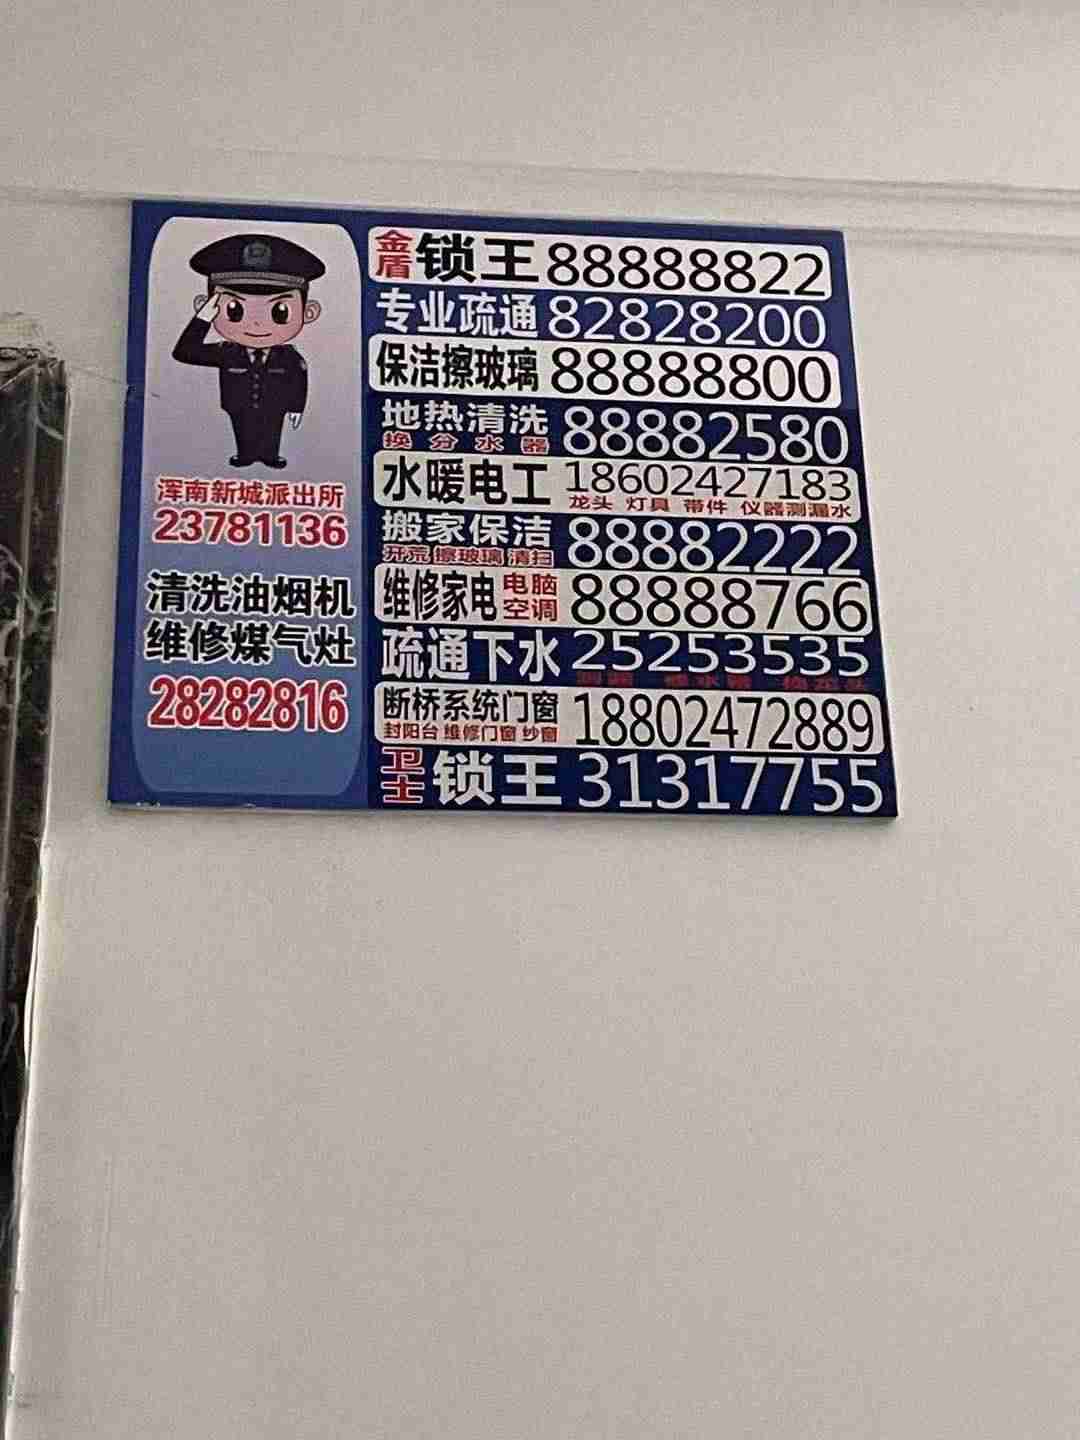 浑南新城派出所
23781136
清洗油烟机
维修煤气灶
28282816
金盾 锁王 88888822
专业疏通 82828200
保洁擦玻璃 88888800
地热清洗 88882580
换分水器
水暖电工 18602427183
龙头 灯具 带件 仪器测漏水
搬家保洁 88882222
开荒 擦玻璃 清扫
维修家电 电脑 空调 88888766
疏通下水 25253535
断桥系统门窗 18802472889
封阳台 维修门窗 纱窗
卫士 锁王 31317755